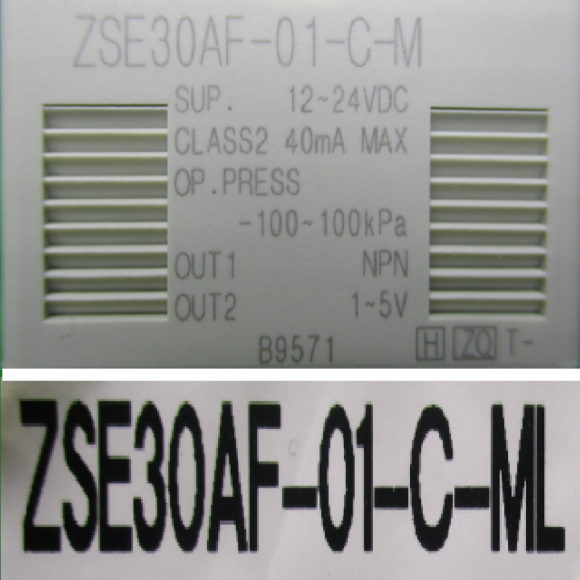 ZSE30AF-01-C-M
SUP. 12~24VDC
CLASS2 40mA MAX
OP.PRESS
-100~100kPa
OUT1 NPN
OUT2 1~5V
B9571 H ZQ T-
ZSE30AF-01-C-ML